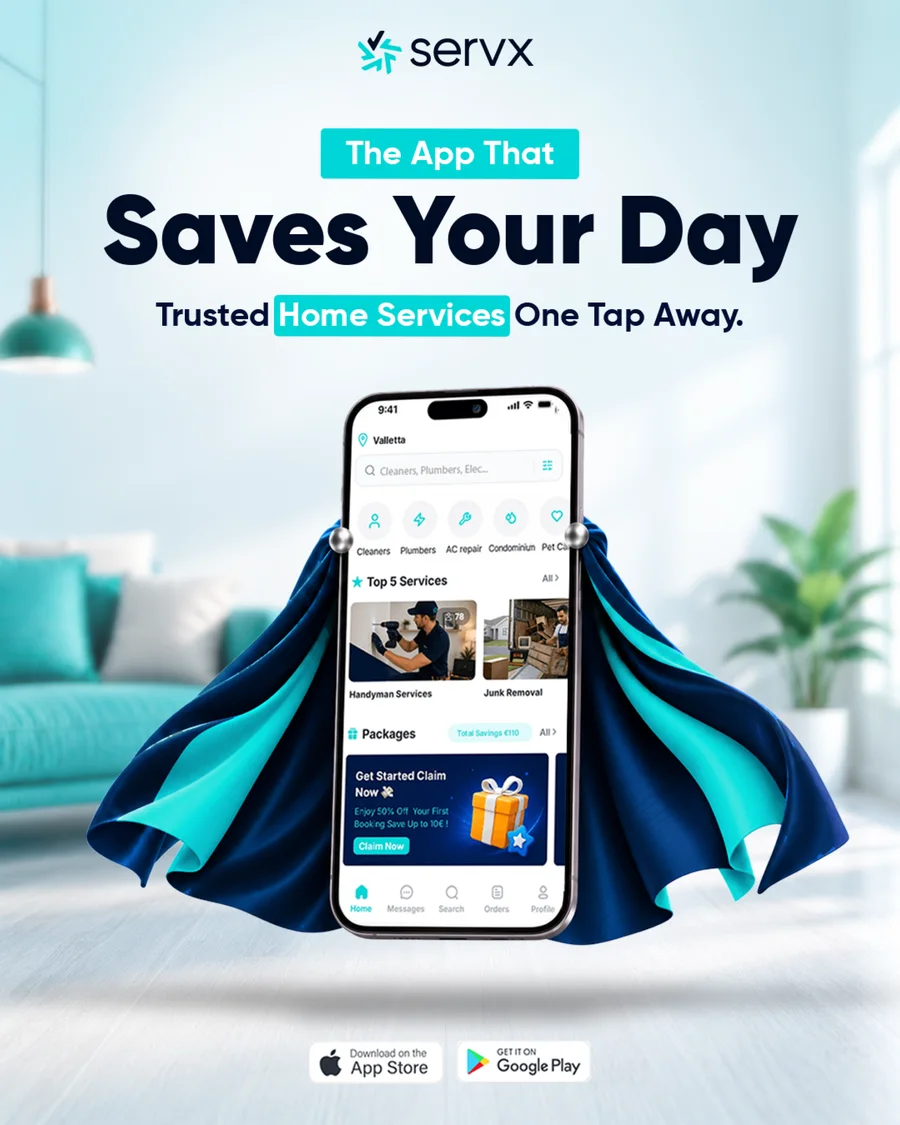 servx
The App That
Saves Your Day
Trusted Home Services One Tap Away.
9:41
Valletta
Cleaners, Plumbers, Elec...
Cleaners Plumbers AC repair Condominiun Pet Ca
Top 5 Services All >
78
Handyman Services Junk Removal
Packages Total Savings €110 All >
Get Started Claim
Now
Enjoy 50% Off Your First
Booking Save Up to 10€ !
Claim Now
Home Messages Search Orders Profile
Download on the
App Store
GET IT ON
Google Play